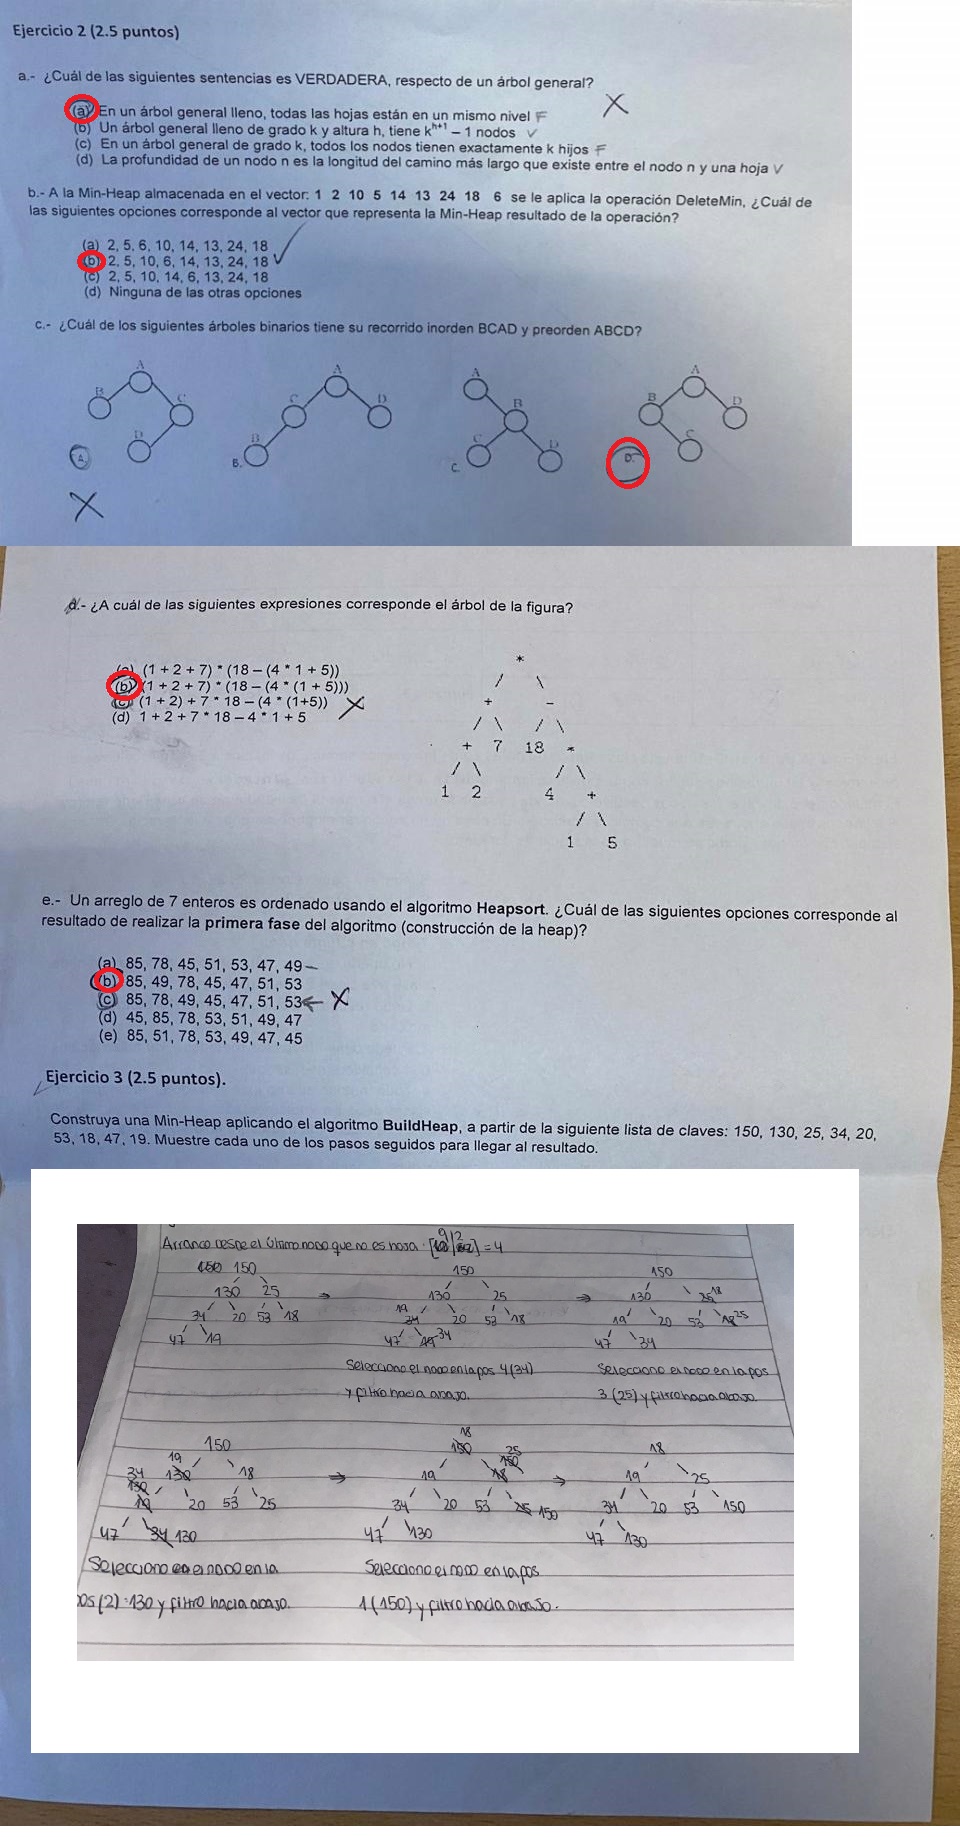 Ejercicio 2 (2.5 puntos)
a.- ¿Cuál de las siguientes sentencias es VERDADERA, respecto de un árbol general?
(a) En un árbol general lleno, todas las hojas están en un mismo nivel F
(b) Un árbol general lleno de grado k y altura h, tiene k^h+1 – 1 nodos ✓
(c) En un árbol general de grado k, todos los nodos tienen exactamente k hijos F
(d) La profundidad de un nodo n es la longitud del camino más largo que existe entre el nodo n y una hoja V
b.- A la Min-Heap almacenada en el vector: 1 2 10 5 14 13 24 18 6 se le aplica la operación DeleteMin, ¿Cuál de
las siguientes opciones corresponde al vector que representa la Min-Heap resultado de la operación?
(a) 2, 5, 6, 10, 14, 13, 24, 18
(b) 2, 5, 10, 6, 14, 13, 24, 18
(c) 2, 5, 10, 14, 6, 13, 24, 18
(d) Ninguna de las otras opciones
c.- ¿Cuál de los siguientes árboles binarios tiene su recorrido inorden BCAD y preorden ABCD?
A A A A
B C C D B B D
D B C D C
A. B. C. D.
d.- ¿A cuál de las siguientes expresiones corresponde el árbol de la figura?
(a) (1 + 2 + 7) * (18 – (4 * 1 + 5))
(b) (1 + 2 + 7) * (18 – (4 * (1 + 5)))
(c) (1 + 2) + 7 * 18 – (4 * (1+5))
(d) 1 + 2 + 7 * 18 – 4 * 1 + 5
*
/ \
+ -
/ \ / \
+ 7 18 *
/ \ / \
1 2 4 +
/ \
1 5
e.- Un arreglo de 7 enteros es ordenado usando el algoritmo Heapsort. ¿Cuál de las siguientes opciones corresponde al
resultado de realizar la primera fase del algoritmo (construcción de la heap)?
(a) 85, 78, 45, 51, 53, 47, 49
(b) 85, 49, 78, 45, 47, 51, 53
(c) 85, 78, 49, 45, 47, 51, 53
(d) 45, 85, 78, 53, 51, 49, 47
(e) 85, 51, 78, 53, 49, 47, 45
Ejercicio 3 (2.5 puntos).
Construya una Min-Heap aplicando el algoritmo BuildHeap, a partir de la siguiente lista de claves: 150, 130, 25, 34, 20,
53, 18, 47, 19. Muestre cada uno de los pasos seguidos para llegar al resultado.
Arranco desde el último nodo que no es hoja. [9/2] = 4
150 150 150 150
130 25 130 25 130 25 18
34 20 53 18 19 34 20 53 18 19 20 53 18 25
47 19 47 19 34 47 34
Selecciono el nodo en la pos 4 (34) Selecciono el nodo en la pos
y filtro hacia abajo. 3 (25) y filtro hacia abajo.
150 18 150 18
19 130 18 19 25 150 18 19 25
34 130 19 20 53 25 34 20 53 25 150 34 20 53 150
47 34 130 47 130 47 130
Selecciono el nodo en la Selecciono el nodo en la pos
pos (2) 130 y filtro hacia abajo. 1 (150) y filtro hacia abajo.